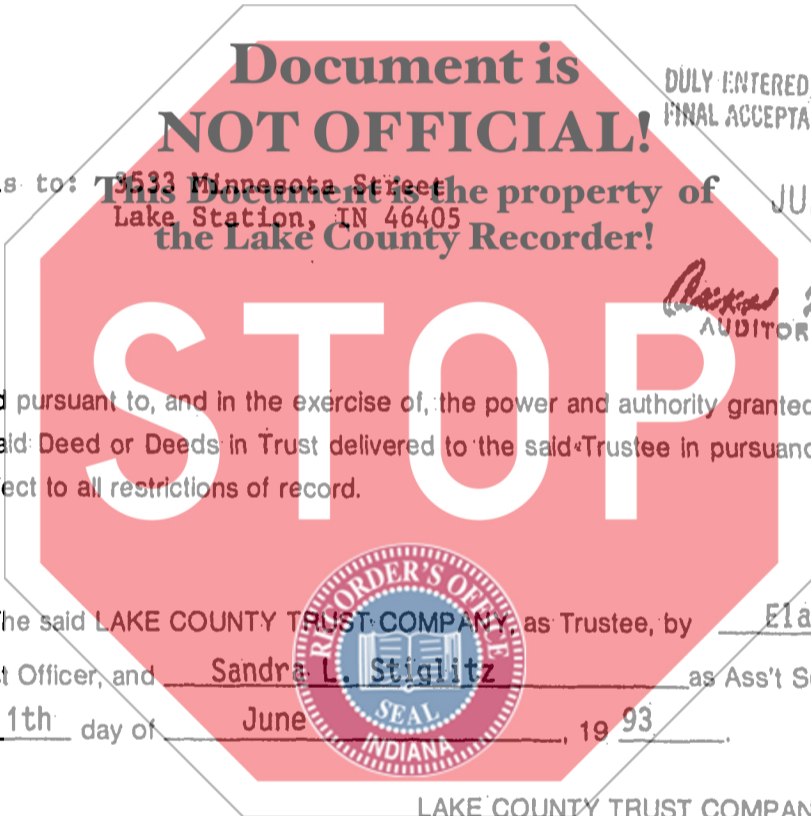 Document is
NOT OFFICIAL!
DULY ENTERED
FINAL ACCEPTA
s to: 3533 Minnesota Street
This Document is the property of
JU
Lake Station, IN 46405
the Lake County Recorder!
AUDITOR
STOP
d pursuant to, and in the exercise of, the power and authority granted
aid Deed or Deeds in Trust delivered to the said Trustee in pursuanc
ect to all restrictions of record.
RECORDER'S OFFICE
SEAL
INDIANA
he said LAKE COUNTY TRUST COMPANY, as Trustee, by Ela
t Officer, and Sandra L. Stiglitz as Ass't S
1th day of June, 19 93.
LAKE COUNTY TRUST COMPAN